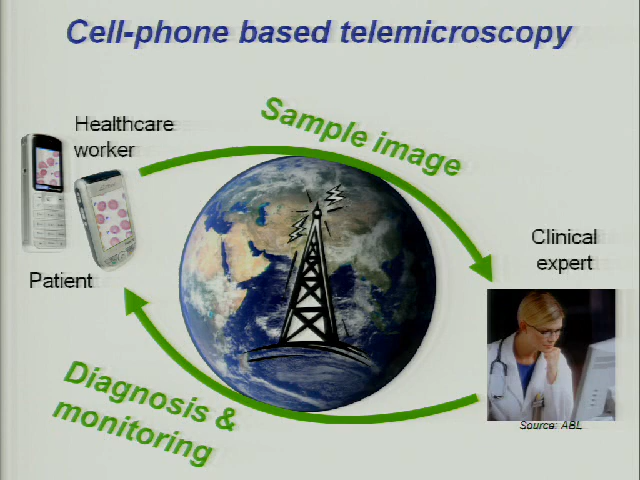 Cell-phone based telemicroscopy
Healthcare
worker
Sample image
Clinical
expert
Patient
Diagnosis &
monitoring
Source: ABL